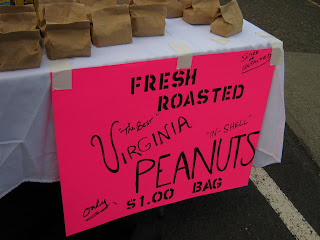 FRESH
ROASTED
"The Best"
VIRGINIA
"IN-SHELL"
PEANUTS
only
$1.00 BAG